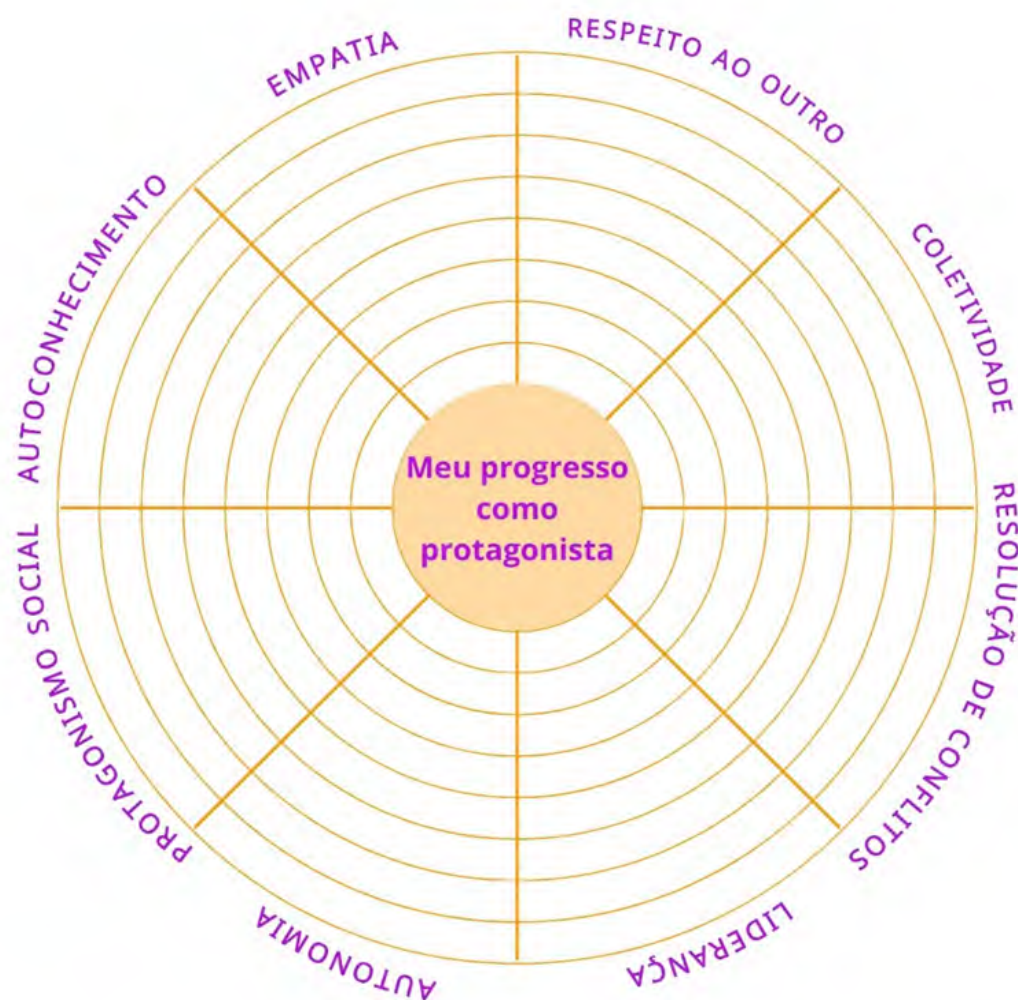 EMPATIA
RESPEITO AO OUTRO
COLETIVIDADE
RESOLUÇÃO DE CONFLITOS
LIDERANÇA
AUTONOMIA
PROTAGONISMO SOCIAL
AUTOCONHECIMENTO
Meu progresso
como
protagonista